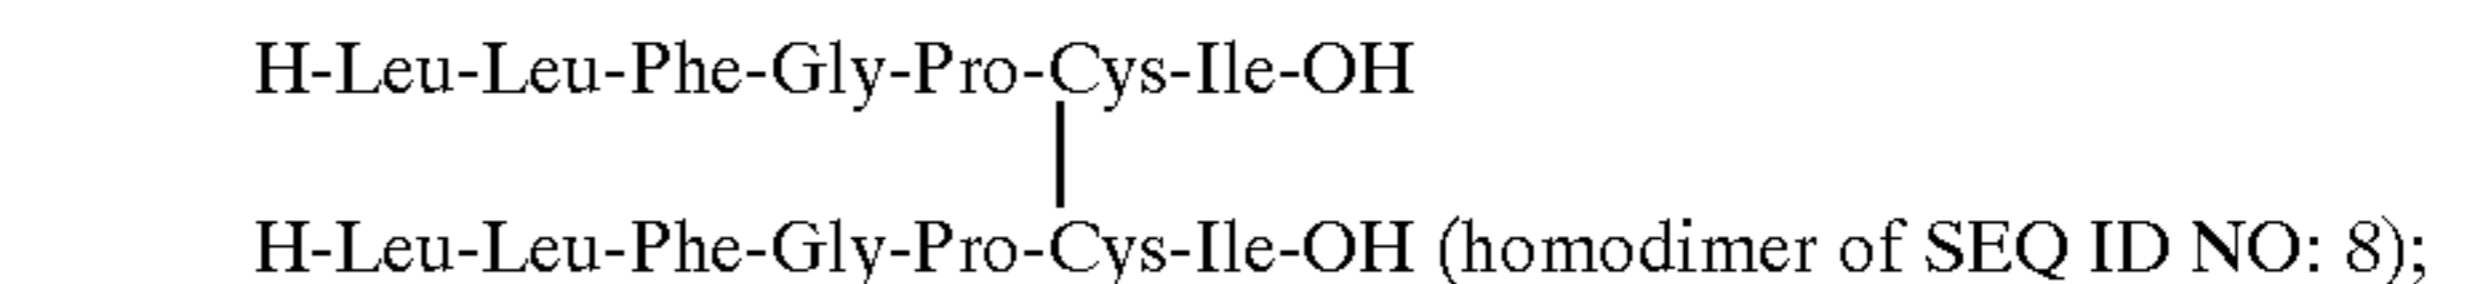 H-Leu-Leu-Phe-Gly-Pro-Cys-Ile-OH
H-Leu-Leu-Phe-Gly-Pro-Cys-Ile-OH (homodimer of SEQ ID NO: 8);